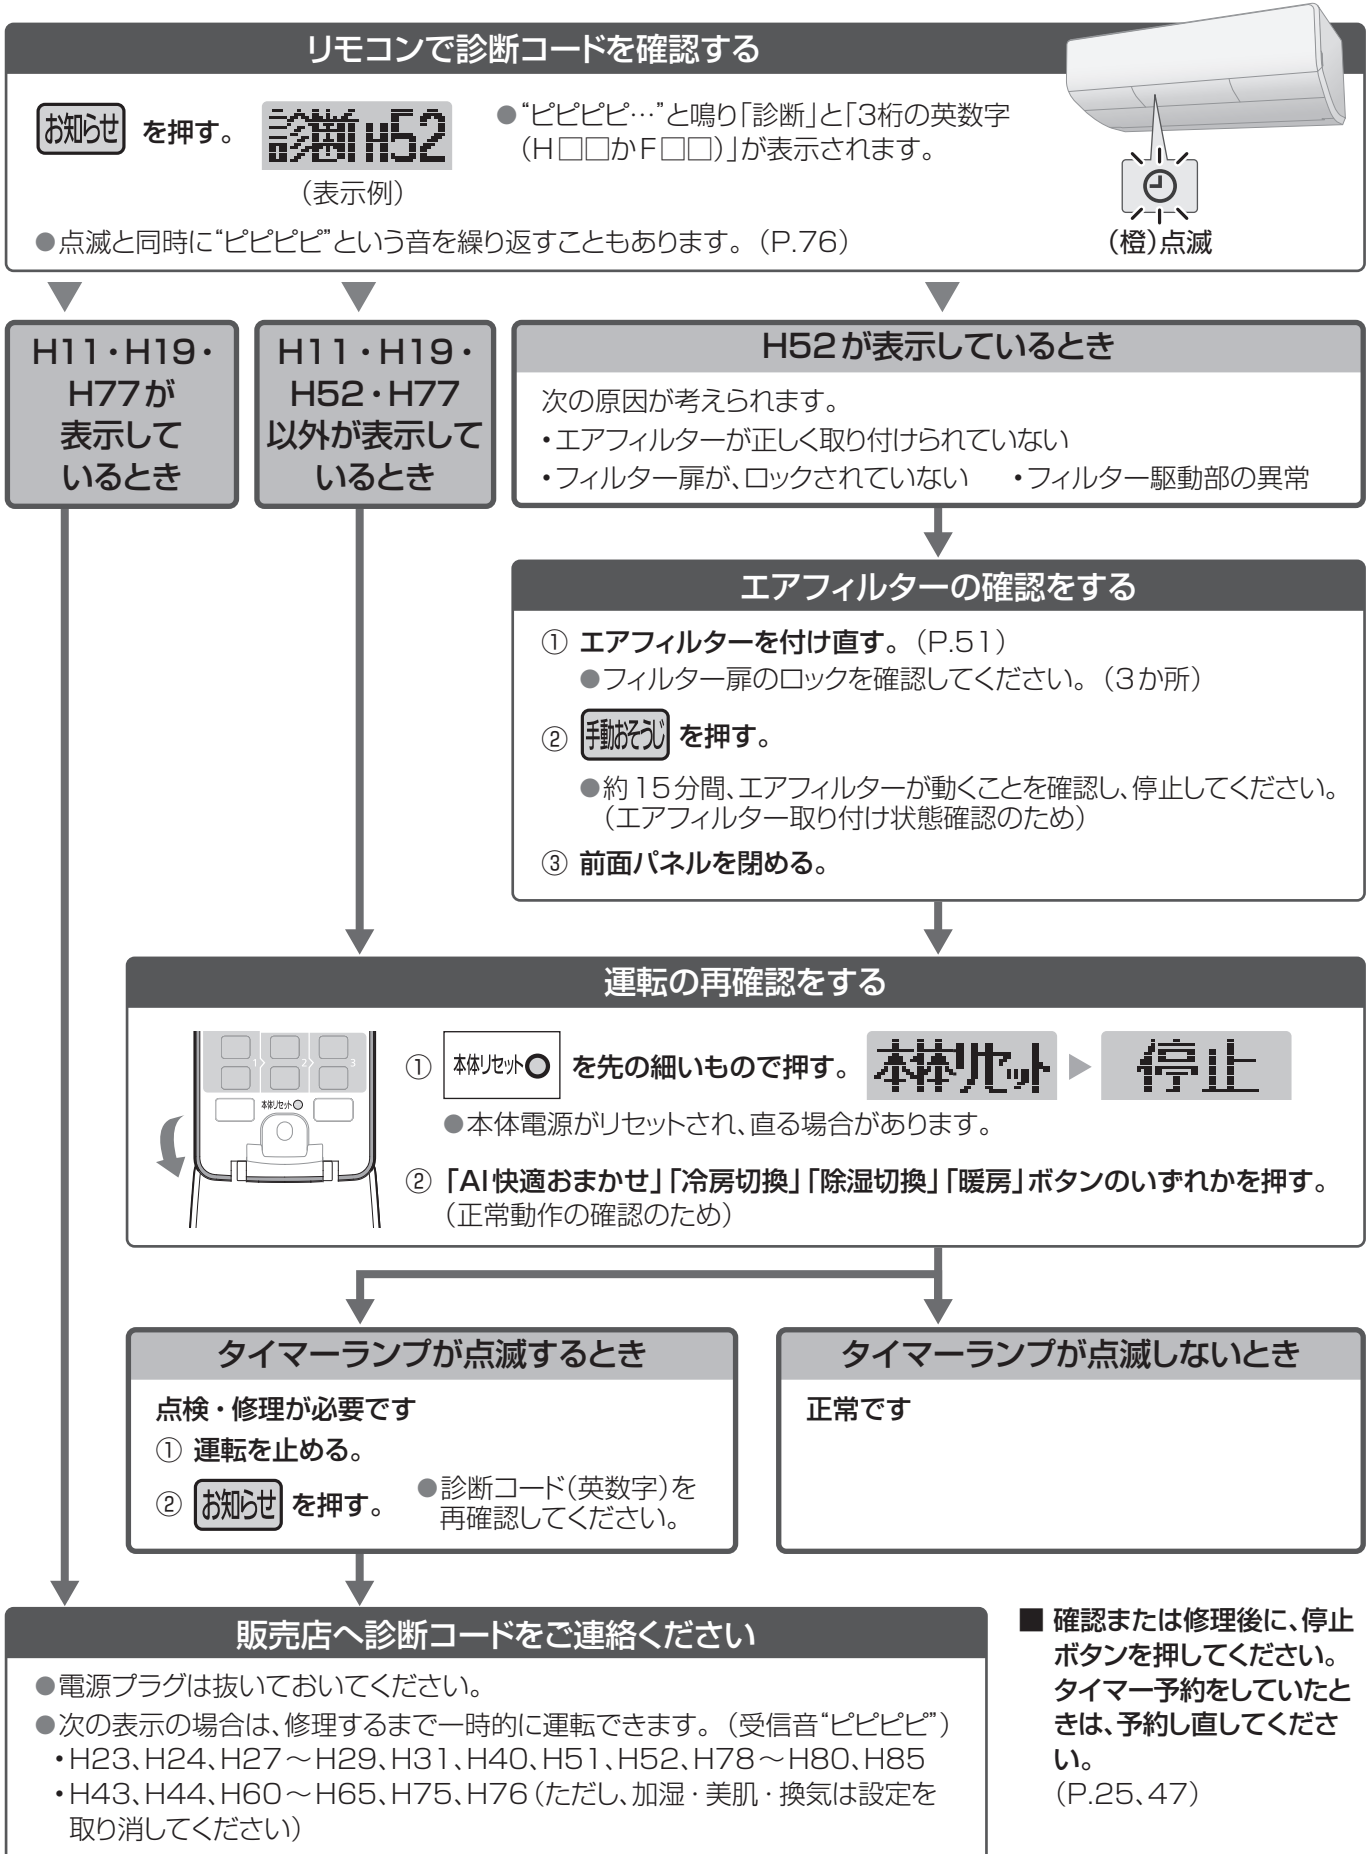 リモコンで診断コードを確認する
お知らせ を押す。
診断H52
（表示例）
●“ピピピピ…”と鳴り「診断」と「3桁の英数字
（H□□かF□□）」が表示されます。
●点滅と同時に“ピピピピ”という音を繰り返すこともあります。（P.76）
（橙）点滅
H11・H19・
H77が
表示して
いるとき
H11・H19・
H52・H77
以外が表示して
いるとき
H52が表示しているとき
次の原因が考えられます。
・エアフィルターが正しく取り付けられていない
・フィルター扉が、ロックされていない ・フィルター駆動部の異常
エアフィルターの確認をする
① エアフィルターを付け直す。（P.51）
●フィルター扉のロックを確認してください。（3か所）
② 手動おそうじ を押す。
●約15分間、エアフィルターが動くことを確認し、停止してください。
（エアフィルター取り付け状態確認のため）
③ 前面パネルを閉める。
運転の再確認をする
1 2 3
本体リセット
① 本体リセット を先の細いもので押す。 本体リセット ▶ 停止
●本体電源がリセットされ、直る場合があります。
② 「AI快適おまかせ」「冷房切換」「除湿切換」「暖房」ボタンのいずれかを押す。
（正常動作の確認のため）
タイマーランプが点滅するとき
点検・修理が必要です
① 運転を止める。
② お知らせ を押す。
●診断コード（英数字）を
再確認してください。
タイマーランプが点滅しないとき
正常です
販売店へ診断コードをご連絡ください
●電源プラグは抜いておいてください。
●次の表示の場合は、修理するまで一時的に運転できます。（受信音“ピピピピ”）
・H23、H24、H27～H29、H31、H40、H51、H52、H78～H80、H85
・H43、H44、H60～H65、H75、H76（ただし、加湿・美肌・換気は設定を
取り消してください）
■ 確認または修理後に、停止
ボタンを押してください。
タイマー予約をしていたと
きは、予約し直してくださ
い。
（P.25、47）